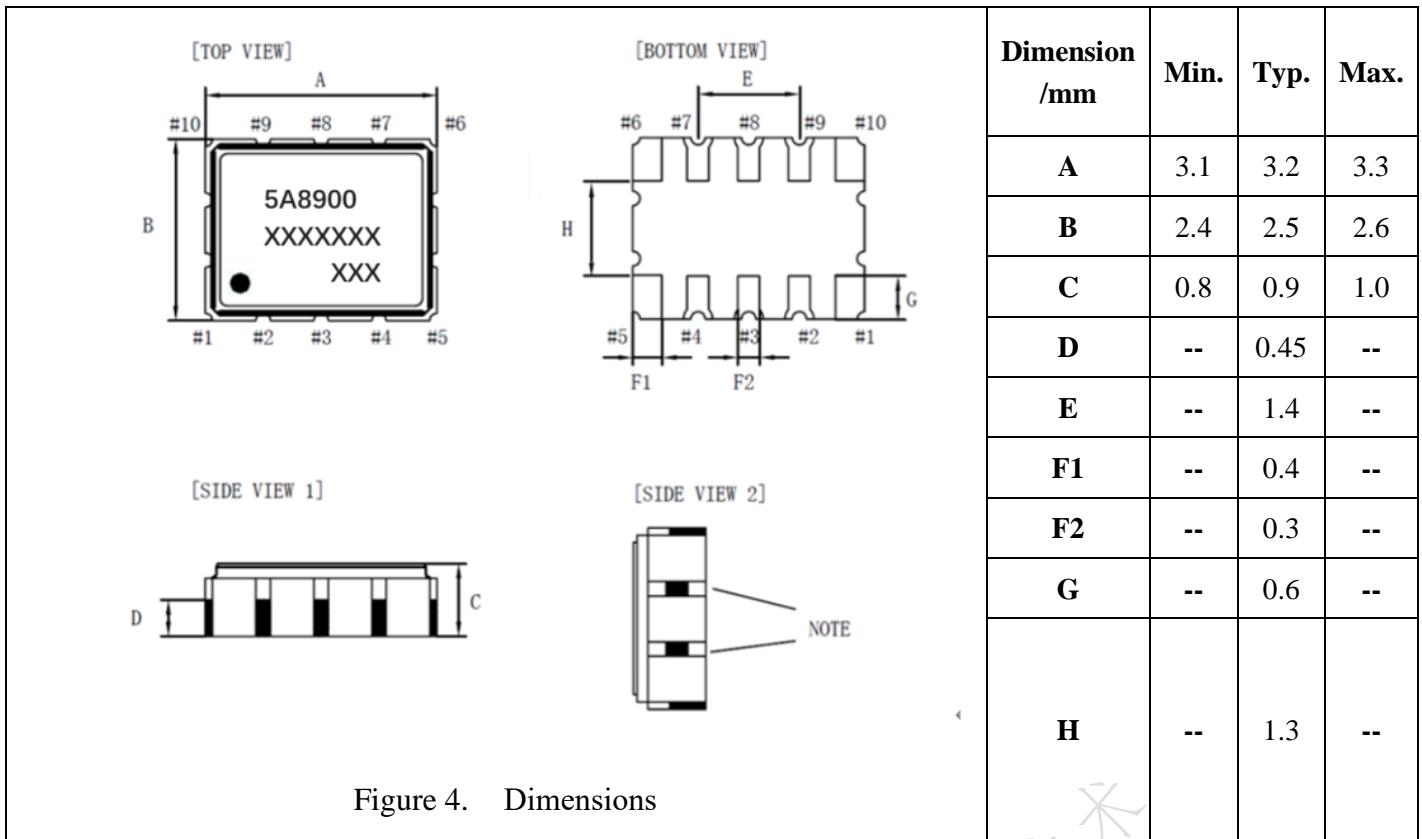 [TOP VIEW]
A
#10 #9 #8 #7 #6
B
5A8900
XXXXXXX
XXX
#1 #2 #3 #4 #5
[BOTTOM VIEW]
E
#6 #7 #8 #9 #10
H
G
#5 #4 #3 #2 #1
F1 F2
[SIDE VIEW 1]
D
C
[SIDE VIEW 2]
NOTE
Figure 4. Dimensions
Dimension
/mm Min. Typ. Max.
A 3.1 3.2 3.3
B 2.4 2.5 2.6
C 0.8 0.9 1.0
D -- 0.45 --
E -- 1.4 --
F1 -- 0.4 --
F2 -- 0.3 --
G -- 0.6 --
H -- 1.3 --